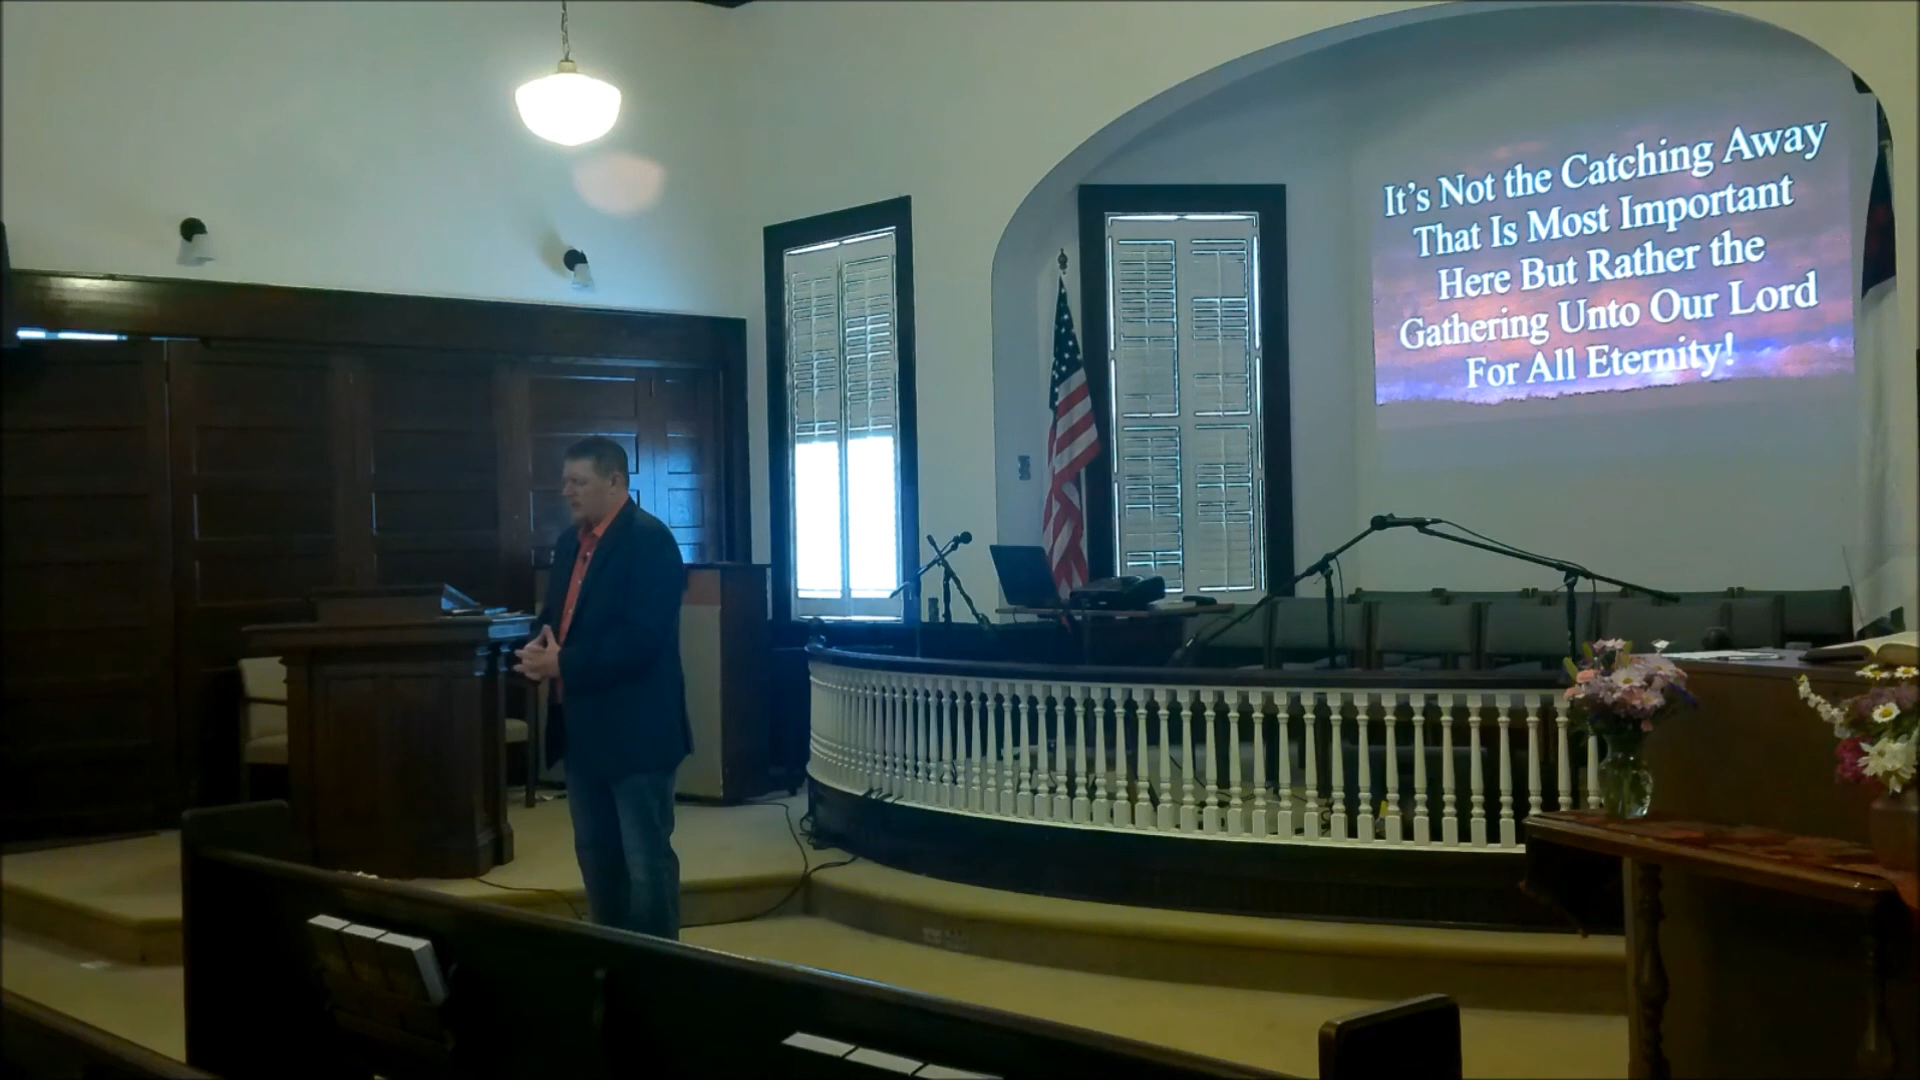 It's Not the Catching Away
That Is Most Important
Here But Rather the
Gathering Unto Our Lord
For All Eternity!